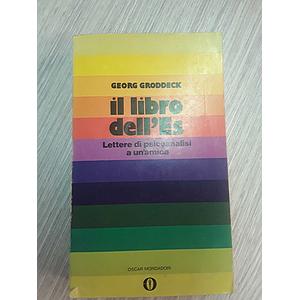 GEORG GRODDECK
il libro
dell'Es
Lettere di psicoanalisi
a un'amica
OSCAR MONDADORI